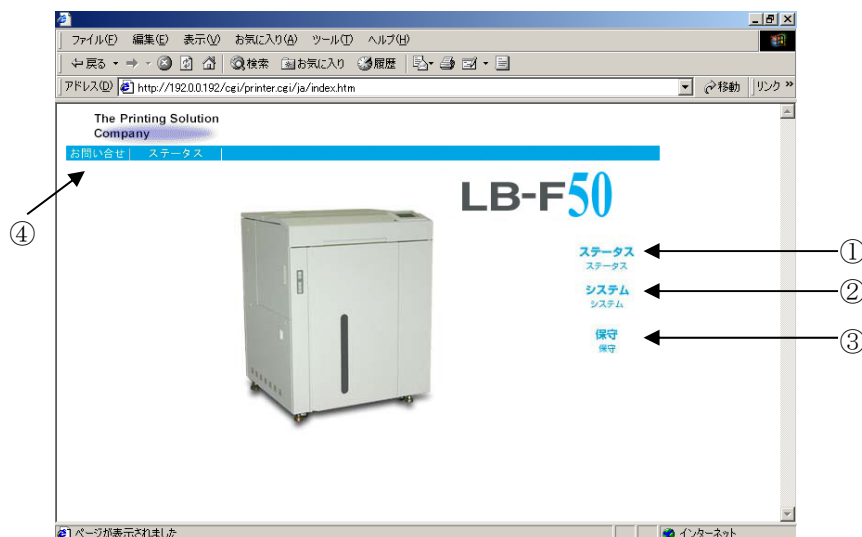 ファイル(F) 編集(E) 表示(V) お気に入り(A) ツール(T) ヘルプ(H)
戻る 検索 お気に入り 履歴
アドレス(D) http://192.0.0.192/cgi/printer.cgi/ja/index.htm 移動 リンク »
The Printing Solution
Company
お問い合せ ステータス
LB-F50
④
ステータス ①
ステータス
システム ②
システム
保守 ③
保守
ページが表示されました インターネット